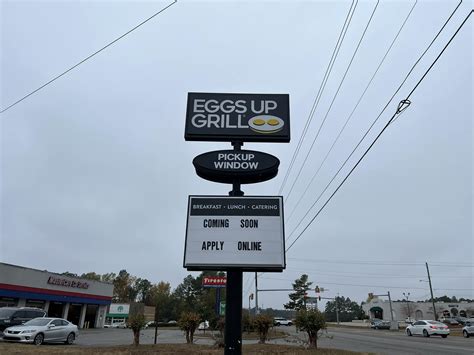 EGGS UP
GRILL
PICKUP
WINDOW
BREAKFAST • LUNCH • CATERING
COMING SOON
APPLY ONLINE
Firestone